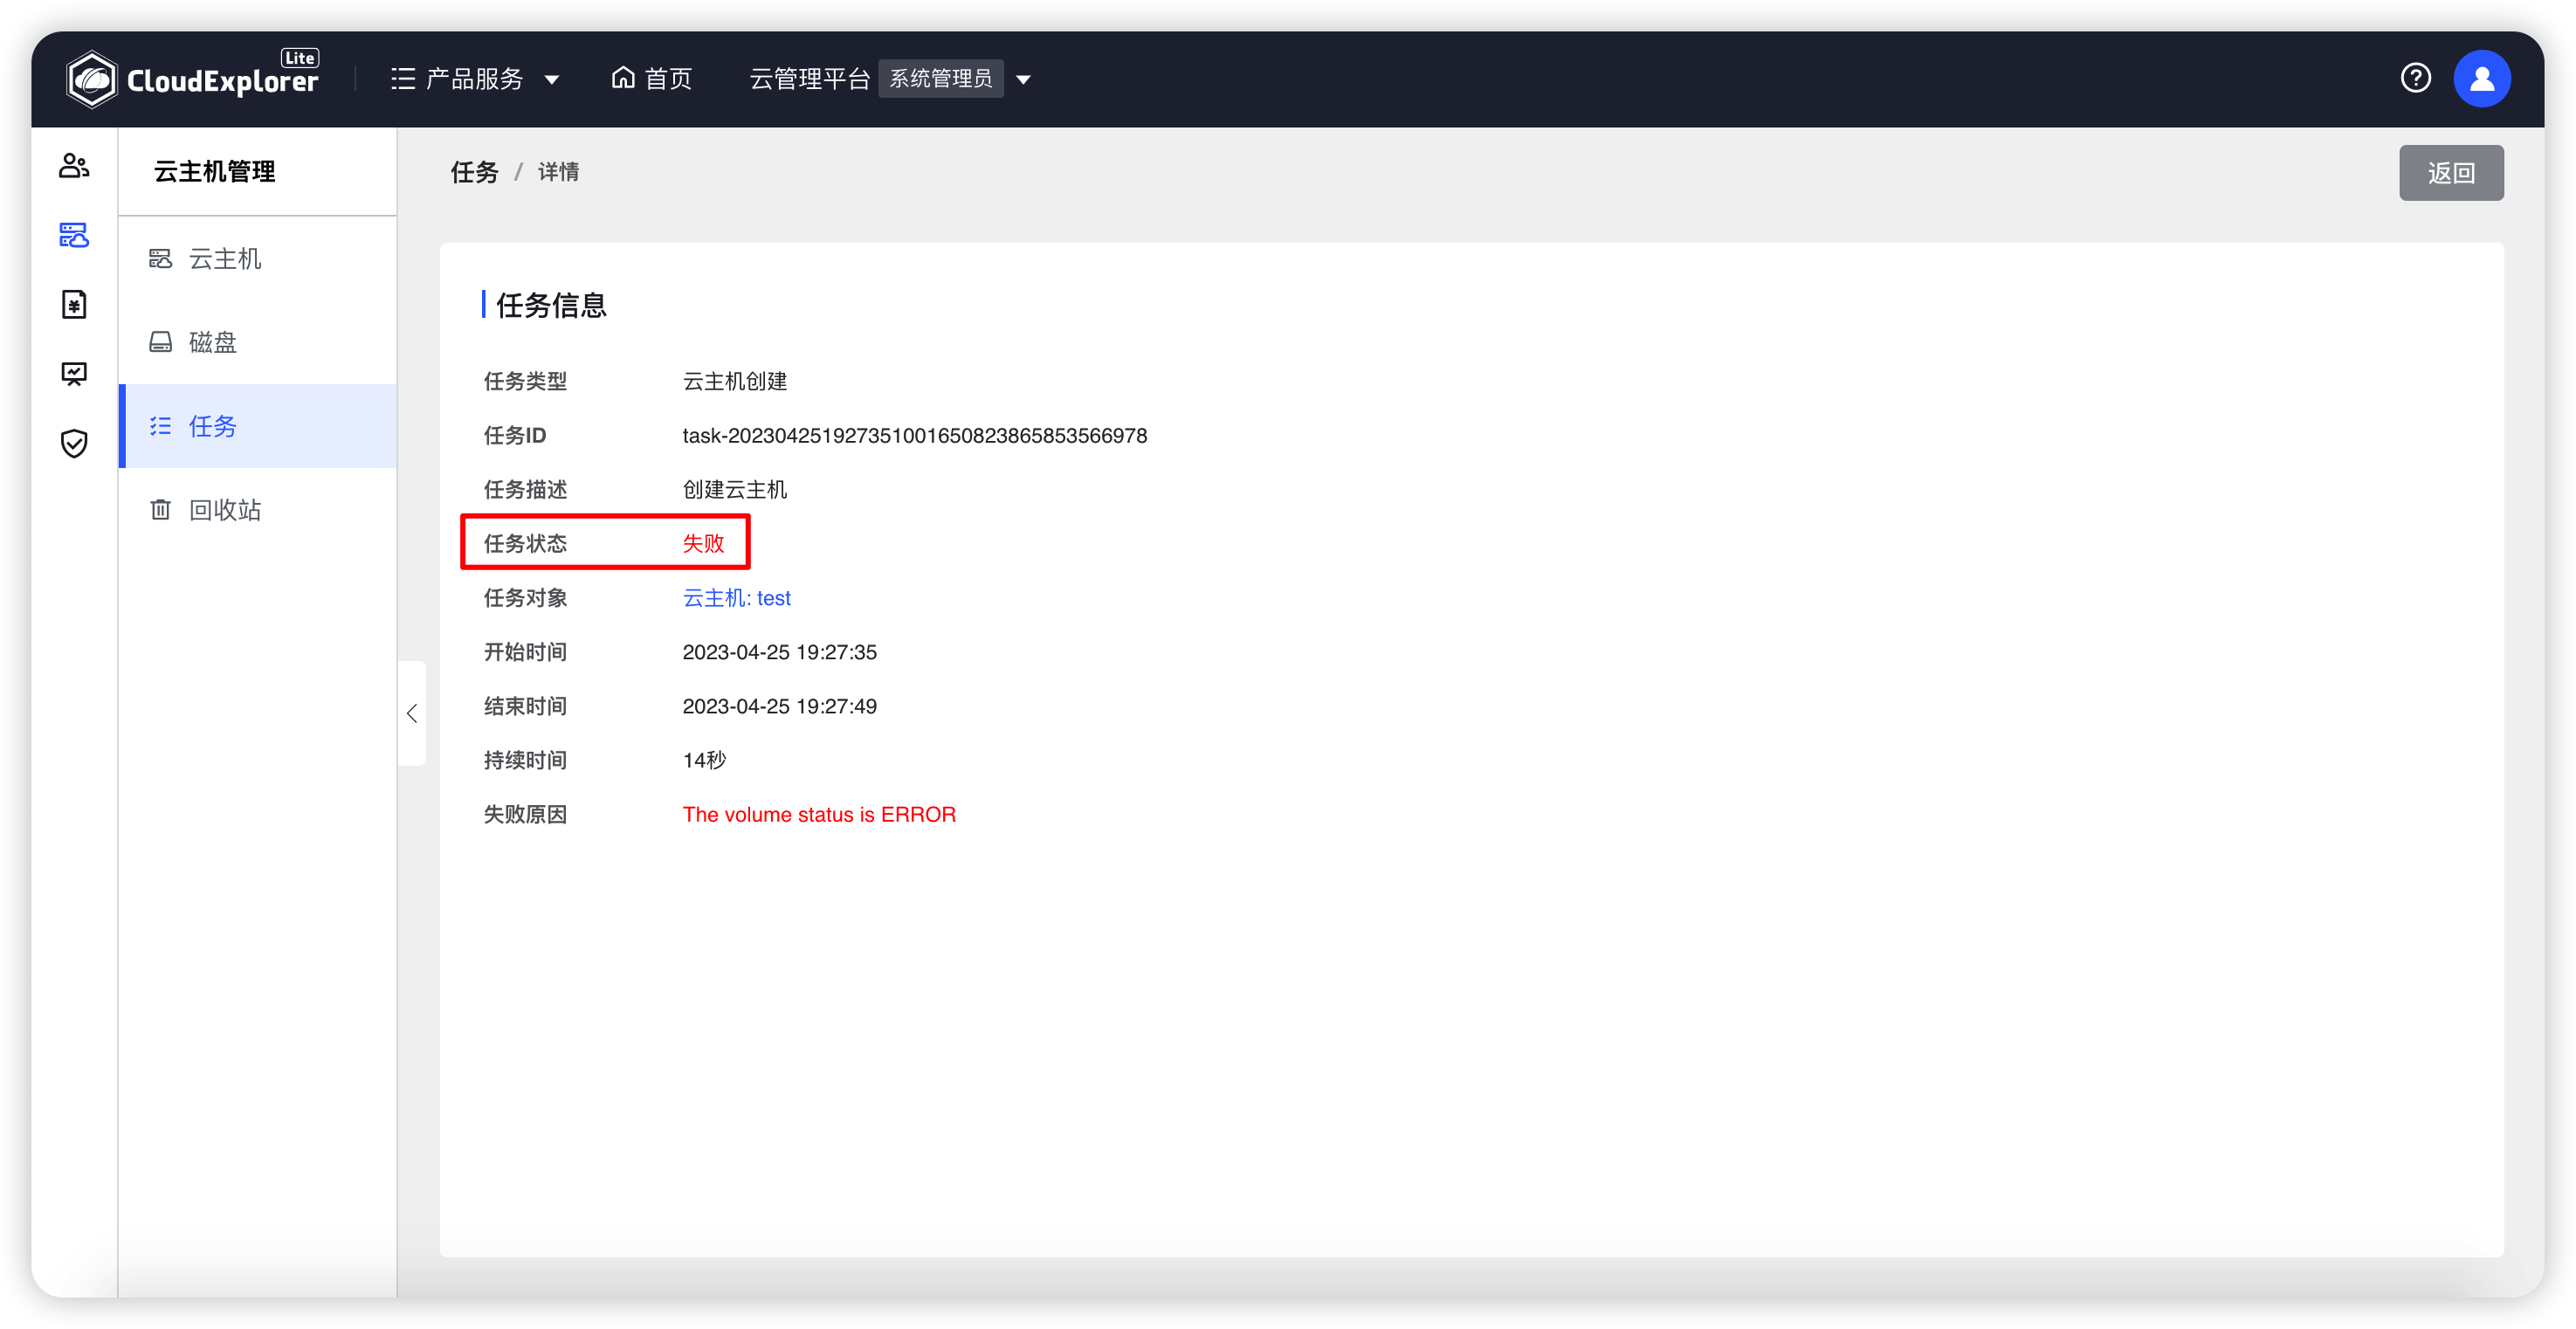 CloudExplorer Lite
产品服务 首页 云管理平台 系统管理员
云主机管理
云主机
磁盘
任务
回收站
任务 / 详情
返回
任务信息
任务类型 云主机创建
任务ID task-20230425192735100165082386585356​6978
任务描述 创建云主机
任务状态 失败
任务对象 云主机: test
开始时间 2023-04-25 19:27:35
结束时间 2023-04-25 19:27:49
持续时间 14秒
失败原因 The volume status is ERROR